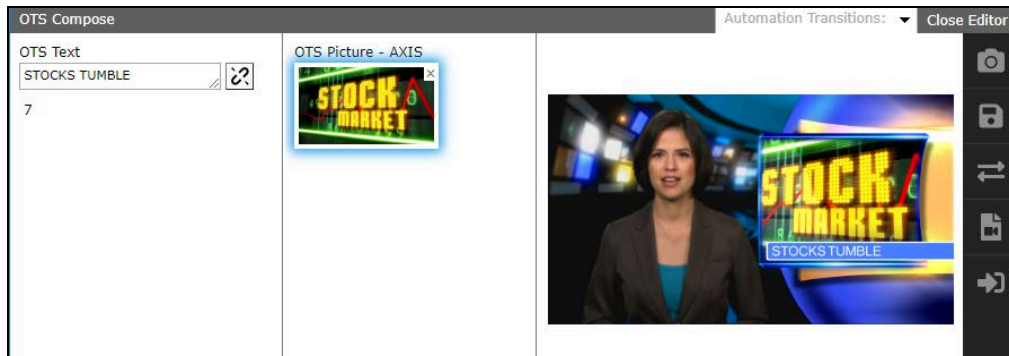 OTS Compose
Automation Transitions:
Close Editor
OTS Text
STOCKS TUMBLE
7
OTS Picture - AXIS
STOCK
MARKET
STOCK
MARKET
STOCKS TUMBLE